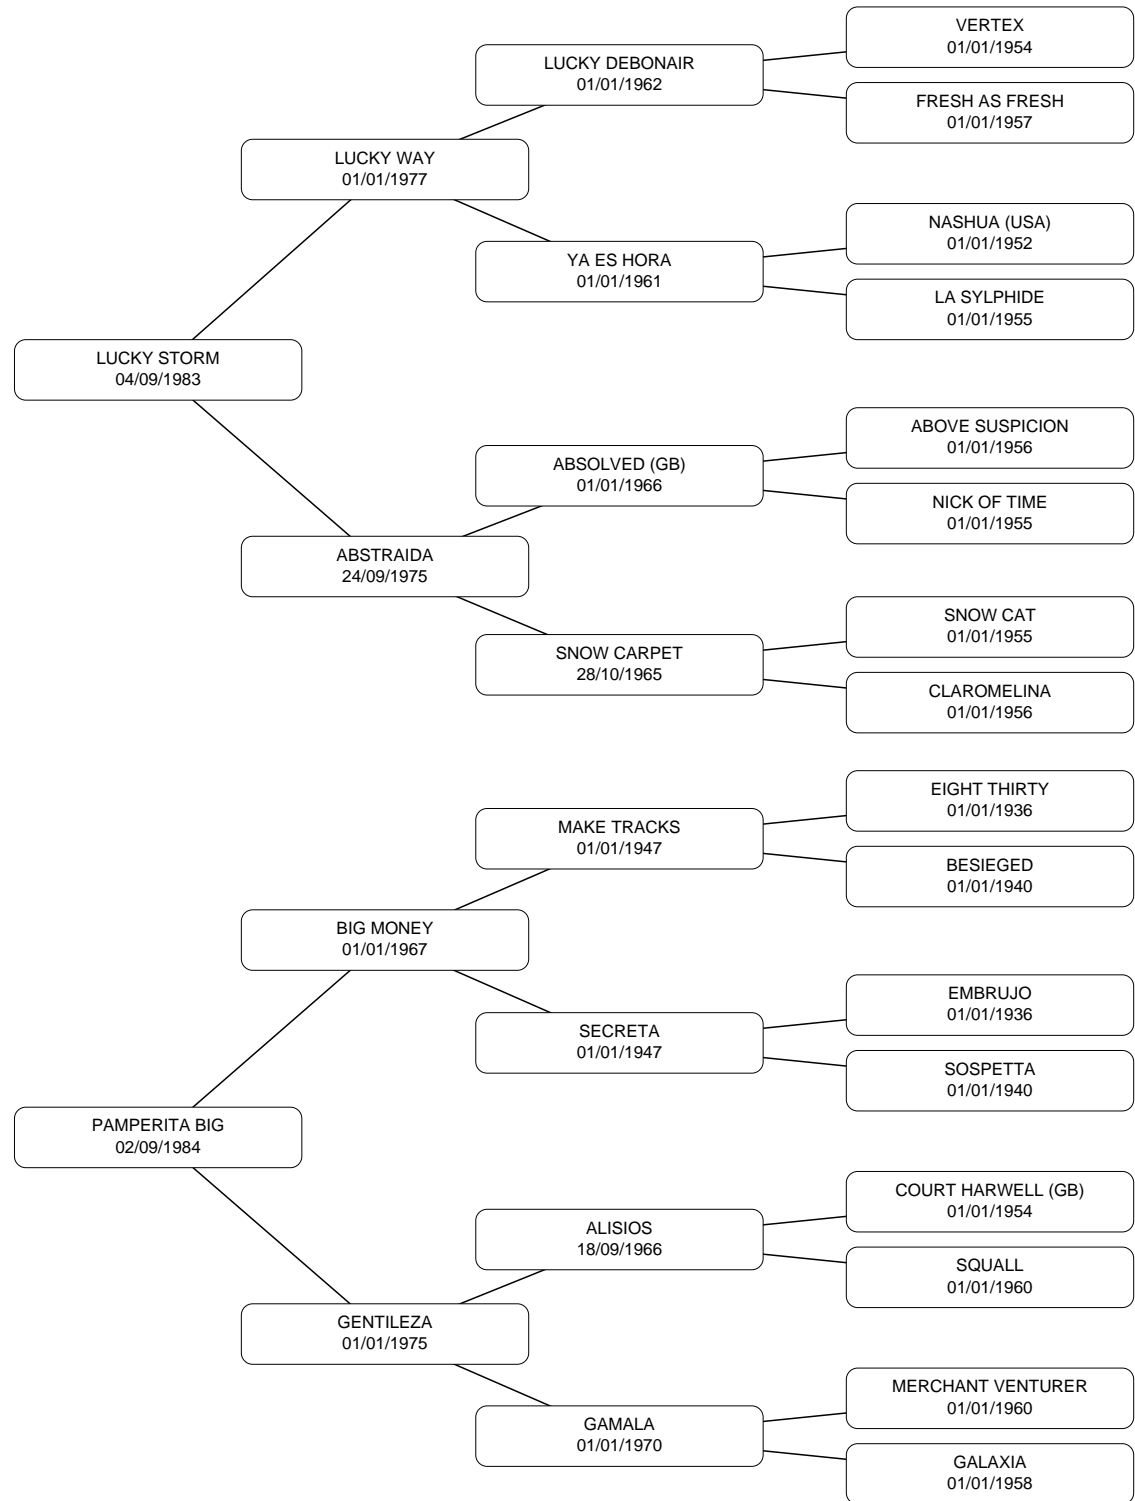 VERTEX
01/01/1954
LUCKY DEBONAIR
01/01/1962
FRESH AS FRESH
01/01/1957
LUCKY WAY
01/01/1977
NASHUA (USA)
01/01/1952
YA ES HORA
01/01/1961
LA SYLPHIDE
01/01/1955
LUCKY STORM
04/09/1983
ABOVE SUSPICION
01/01/1956
ABSOLVED (GB)
01/01/1966
NICK OF TIME
01/01/1955
ABSTRAIDA
24/09/1975
SNOW CAT
01/01/1955
SNOW CARPET
28/10/1965
CLAROMELINA
01/01/1956
EIGHT THIRTY
01/01/1936
MAKE TRACKS
01/01/1947
BESIEGED
01/01/1940
BIG MONEY
01/01/1967
EMBRUJO
01/01/1936
SECRETA
01/01/1947
SOSPETTA
01/01/1940
PAMPERITA BIG
02/09/1984
COURT HARWELL (GB)
01/01/1954
ALISIOS
18/09/1966
SQUALL
01/01/1960
GENTILEZA
01/01/1975
MERCHANT VENTURER
01/01/1960
GAMALA
01/01/1970
GALAXIA
01/01/1958